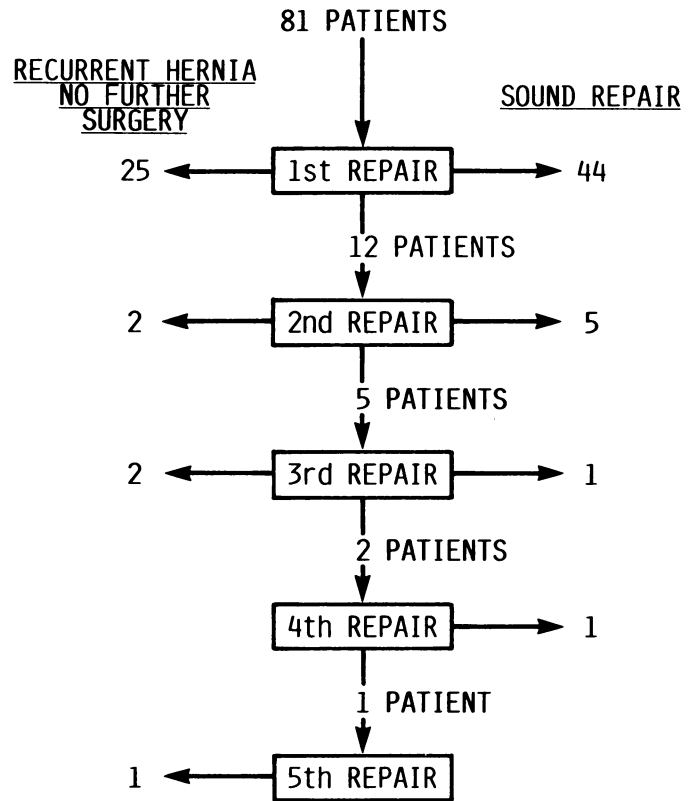 81 PATIENTS
RECURRENT HERNIA
NO FURTHER
SURGERY
SOUND REPAIR
25
1st REPAIR
44
12 PATIENTS
2
2nd REPAIR
5
5 PATIENTS
2
3rd REPAIR
1
2 PATIENTS
4th REPAIR
1
1 PATIENT
1
5th REPAIR